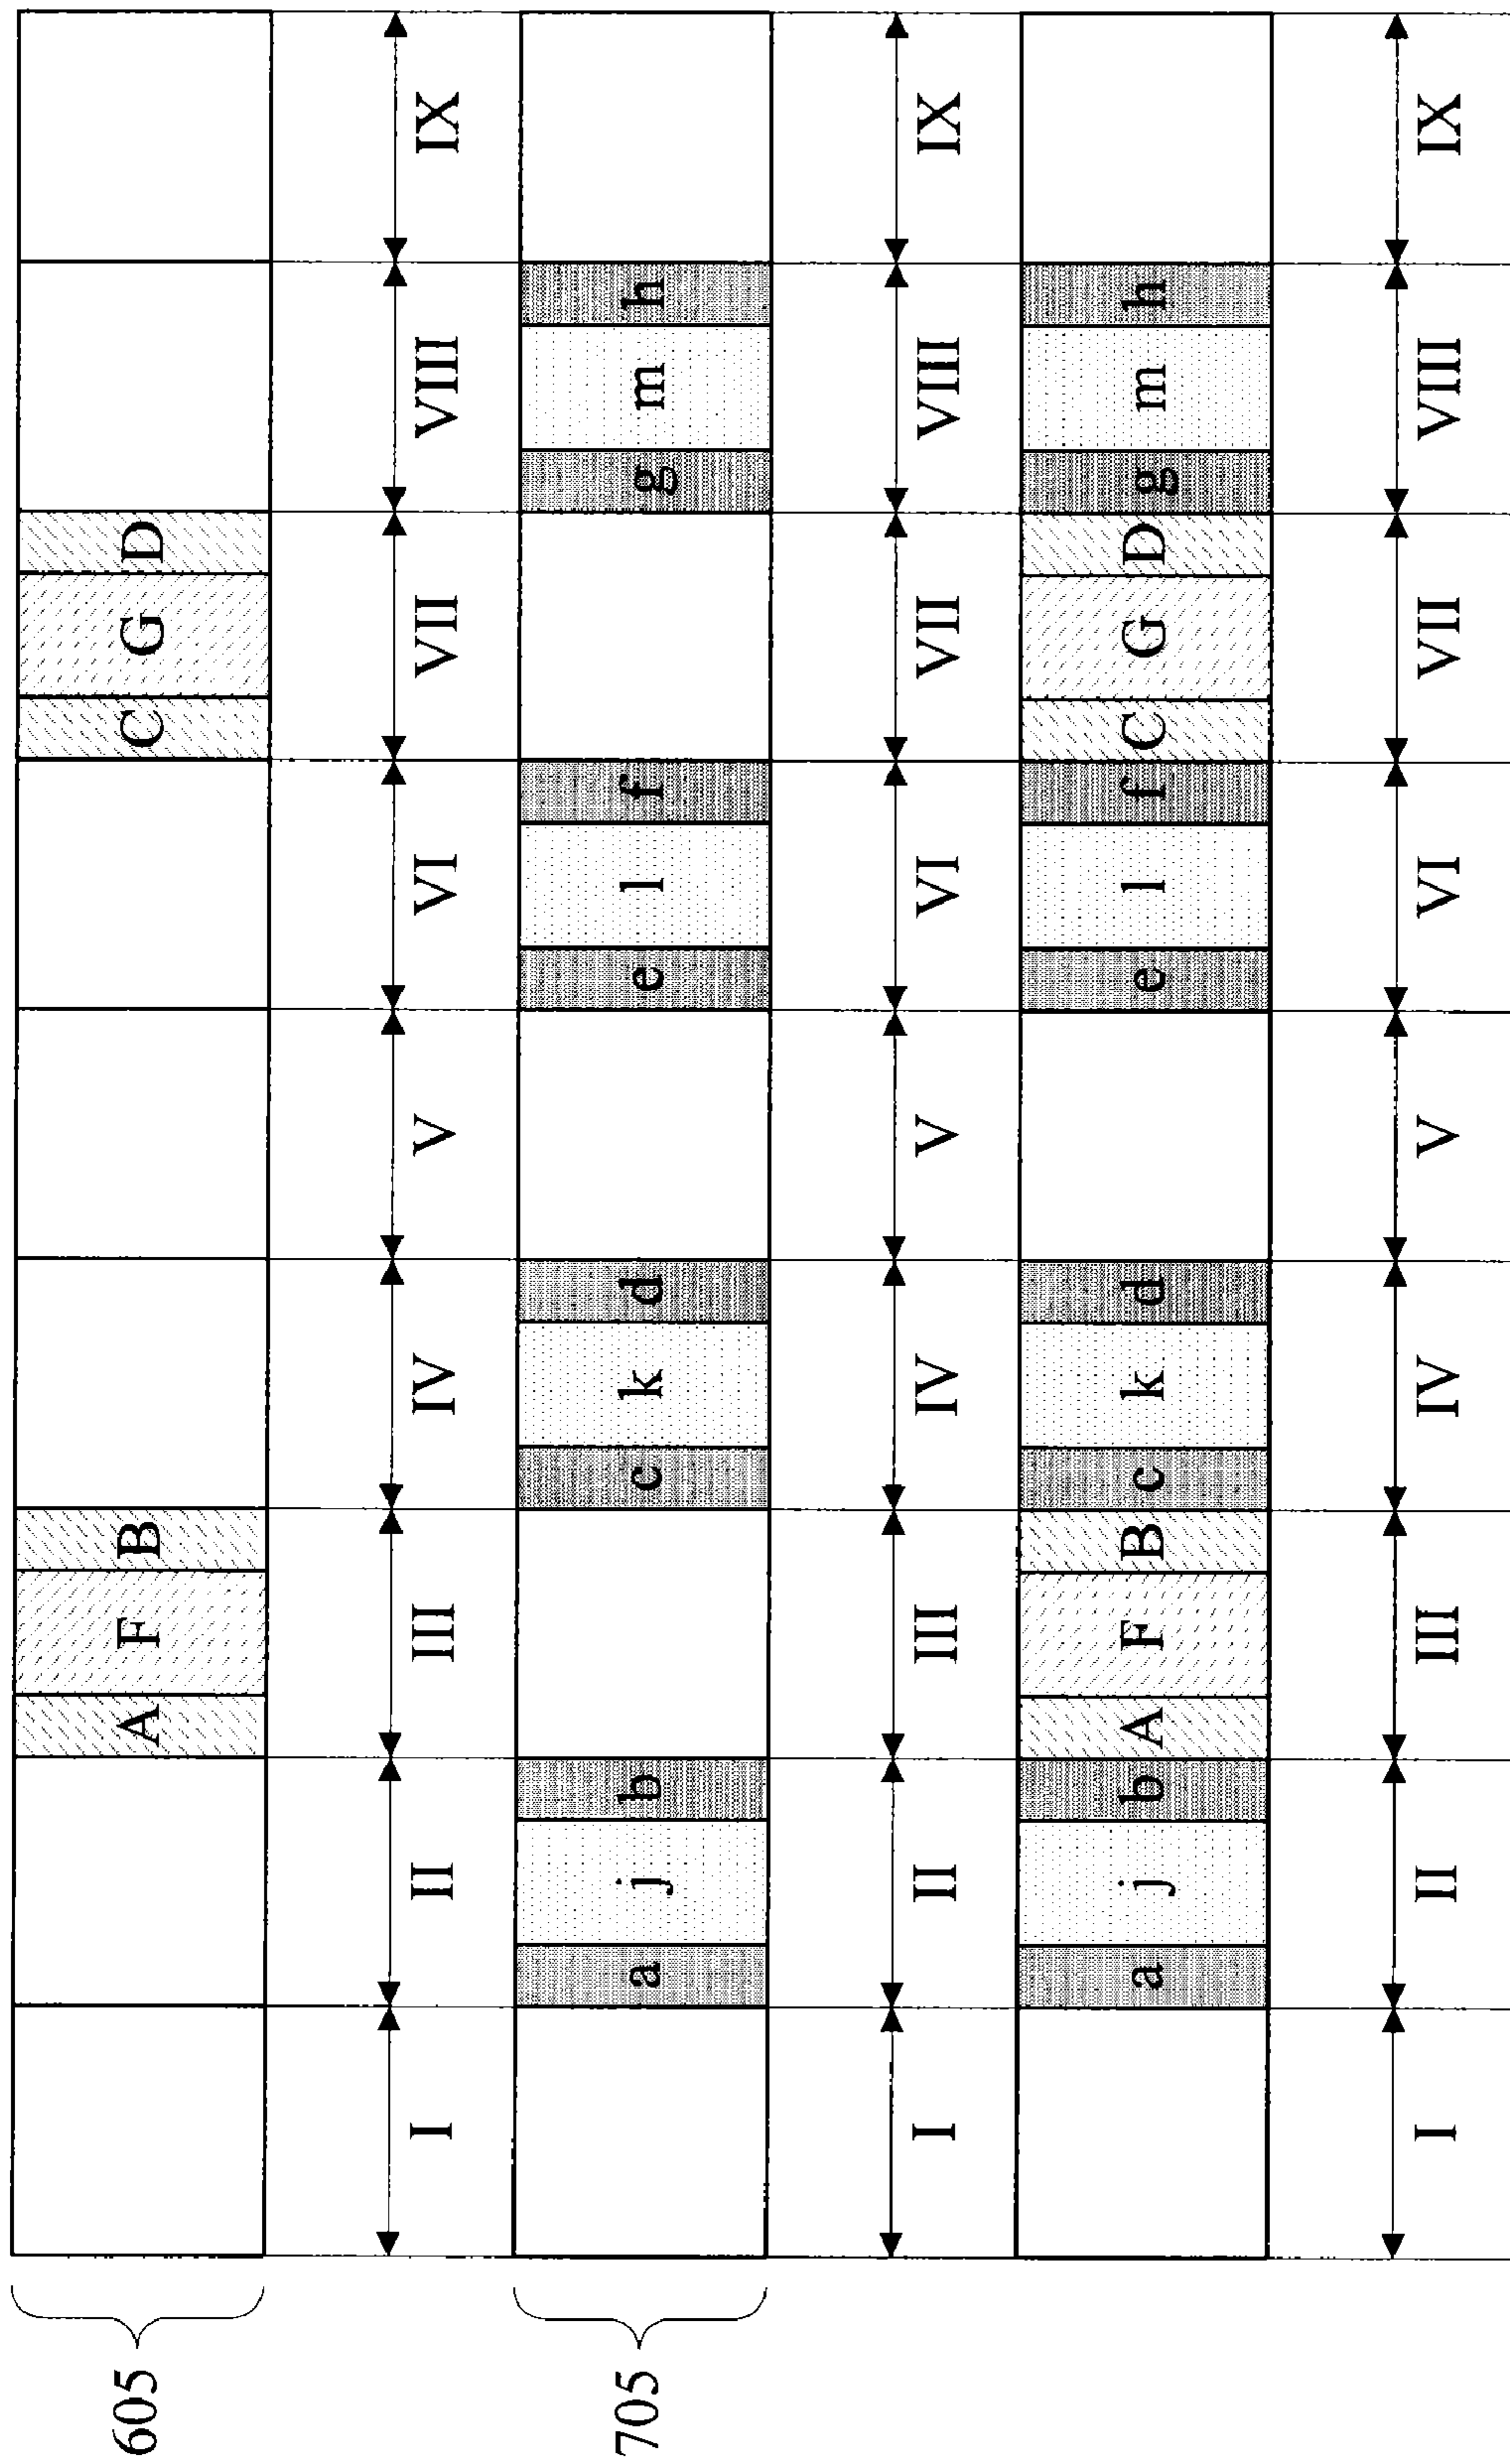 605 A F B C G D
I II III IV V VI VII VIII IX
705 a j b c k d e l f g m h
I II III IV V VI VII VIII IX
a j b A F B c k d e l f C G D g m h
I II III IV V VI VII VIII IX